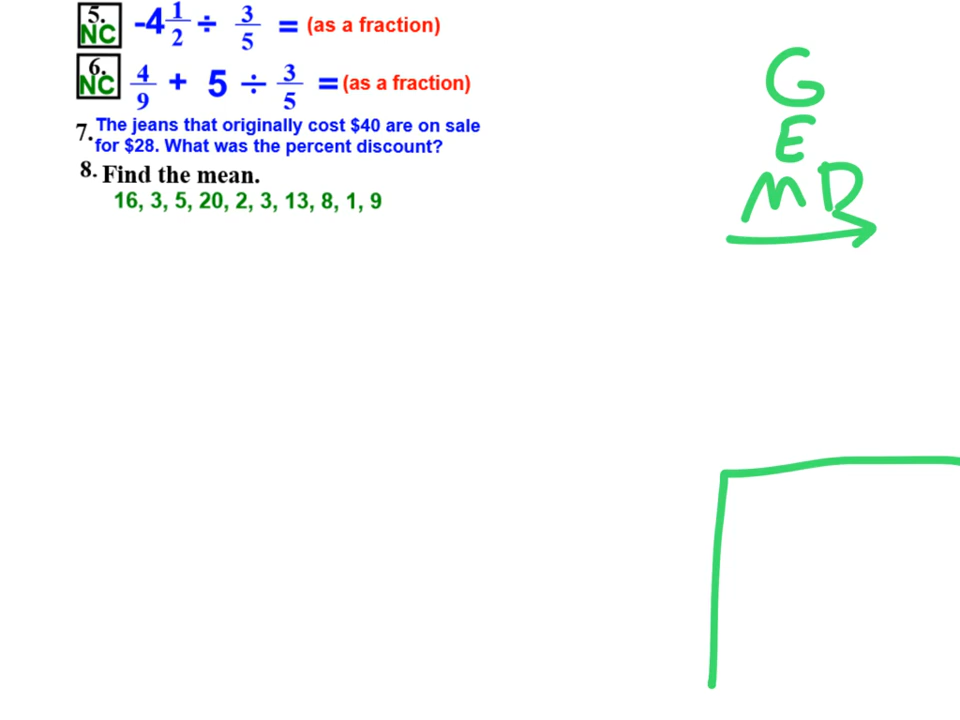 5. NC -4 1/2 ÷ 3/5 = (as a fraction)
6. NC 4/9 + 5 ÷ 3/5 = (as a fraction)
7. The jeans that originally cost $40 are on sale
for $28. What was the percent discount?
8. Find the mean.
16, 3, 5, 20, 2, 3, 13, 8, 1, 9
G
E
M D